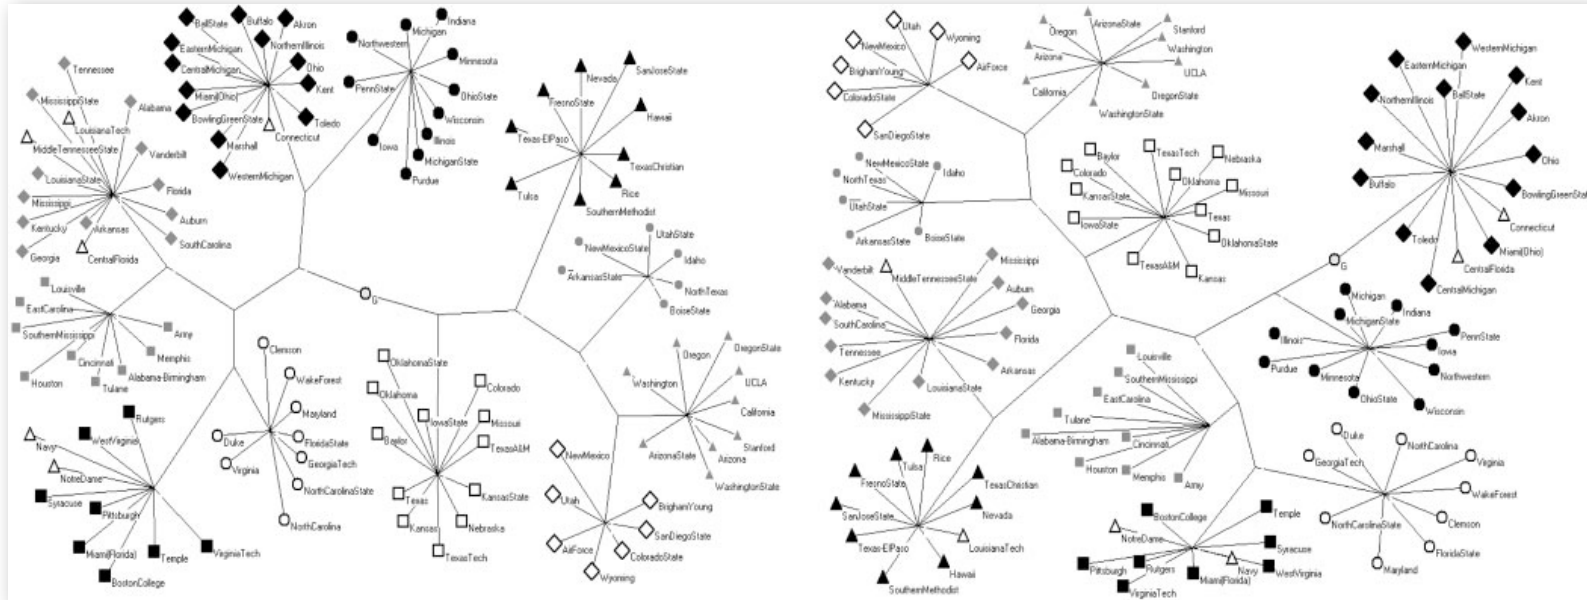 BallState
Buffalo
Akron
EasternMichigan
NorthernIllinois
CentralMichigan
Ohio
Miami(Ohio)
Kent
BowlingGreenState
Toledo
Connecticut
Marshall
WesternMichigan
Indiana
Michigan
Northwestern
Minnesota
PennState
OhioState
Wisconsin
Illinois
Iowa
MichiganState
Purdue
Tennessee
MississippiState
Alabama
LouisianaTech
MiddleTennesseeState
Vanderbilt
LouisianaState
Florida
Mississippi
Auburn
Kentucky
Arkansas
SouthCarolina
Georgia
CentralFlorida
SanJoseState
Nevada
FresnoState
Hawaii
Texas-ElPaso
TexasChristian
Tulsa
Rice
SouthernMethodist
UtahState
NewMexicoState
Idaho
ArkansasState
NorthTexas
BoiseState
G
Louisville
EastCarolina
SouthernMississippi
Army
Cincinnati
Memphis
Houston
Alabama-Birmingham
Tulane
Clemson
WakeForest
Maryland
Duke
FloridaState
Virginia
GeorgiaTech
NorthCarolinaState
NorthCarolina
Rutgers
WestVirginia
Navy
NotreDame
Syracuse
Pittsburgh
Miami(Florida)
Temple
VirginiaTech
BostonCollege
OklahomaState
Oklahoma
Colorado
IowaState
Missouri
Baylor
TexasA&M
Texas
KansasState
Kansas
Nebraska
TexasTech
Oregon
OregonState
Washington
UCLA
California
Stanford
ArizonaState
Arizona
WashingtonState
NewMexico
Utah
BrighamYoung
SanDiegoState
AirForce
ColoradoState
Wyoming
Utah
Wyoming
NewMexico
AirForce
BrighamYoung
ColoradoState
SanDiegoState
ArizonaState
Oregon
Stanford
Washington
Arizona
UCLA
California
OregonState
WashingtonState
NewMexicoState
Idaho
NorthTexas
UtahState
ArkansasState
BoiseState
Baylor
TexasTech
Nebraska
Colorado
Oklahoma
KansasState
Missouri
IowaState
Texas
OklahomaState
TexasA&M
Kansas
WesternMichigan
EasternMichigan
Kent
NorthernIllinois
BallState
Akron
Marshall
Ohio
Buffalo
BowlingGreenStat
Connecticut
Toledo
Miami(Ohio)
CentralFlorida
CentralMichigan
G
Vanderbilt
MiddleTennesseeState
Mississippi
Auburn
Alabama
Georgia
SouthCarolina
Florida
Tennessee
Arkansas
Kentucky
LouisianaState
MississippiState
Michigan
MichiganState
Indiana
Illinois
PennState
Iowa
Purdue
Minnesota
Northwestern
OhioState
Wisconsin
Louisville
SouthernMississippi
EastCarolina
Tulane
Alabama-Birmingham
Cincinnati
Houston
Memphis
Army
Rice
Tulsa
FresnoState
TexasChristian
SanJoseState
Nevada
Texas-ElPaso
LouisianaTech
Hawaii
SouthernMethodist
Duke
NorthCarolina
GeorgiaTech
Virginia
WakeForest
NorthCarolinaState
Clemson
FloridaState
Maryland
BostonCollege
Temple
NotreDame
Syracuse
Pittsburgh
Rutgers
Navy
WestVirginia
Miami(Florida)
VirginiaTech